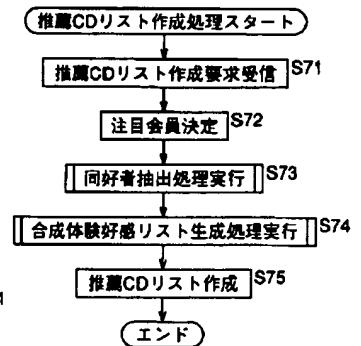 推薦CDリスト作成処理スタート
推薦CDリスト作成要求受信 S71
注目会員決定 S72
同好者抽出処理実行 S73
合成体験好感リスト生成処理実行 S74
推薦CDリスト作成 S75
エンド